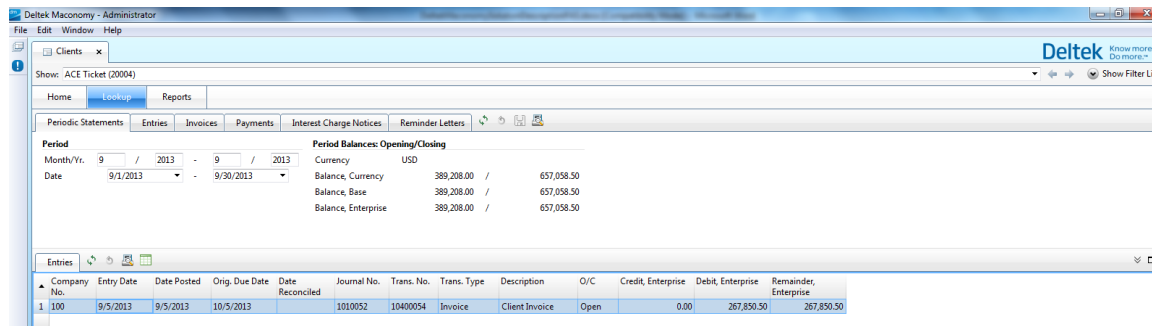 Deltek Maconomy - Administrator
File Edit Window Help
Clients
Deltek Know more. Do more.™
Show: ACE Ticket (20004) Show Filter Li
Home Lookup Reports
Periodic Statements Entries Invoices Payments Interest Charge Notices Reminder Letters
Period Period Balances: Opening/Closing
Month/Yr. 9 / 2013 - 9 / 2013 Currency USD
Date 9/1/2013 - 9/30/2013 Balance, Currency 389,208.00 / 657,058.50
Balance, Base 389,208.00 / 657,058.50
Balance, Enterprise 389,208.00 / 657,058.50
Entries
Company No. Entry Date Date Posted Orig. Due Date Date Reconciled Journal No. Trans. No. Trans. Type Description O/C Credit, Enterprise Debit, Enterprise Remainder, Enterprise
1 100 9/5/2013 9/5/2013 10/5/2013 1010052 10400054 Invoice Client Invoice Open 0.00 267,850.50 267,850.50